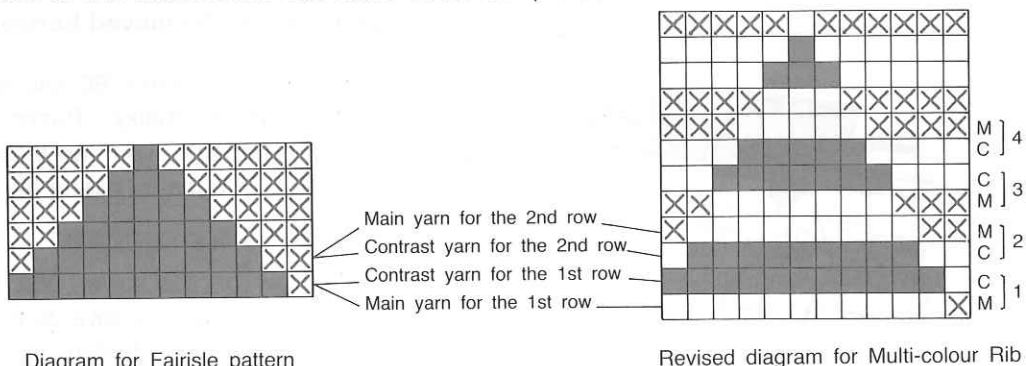 M
C ] 4
C
M ] 3
Main yarn for the 2nd row
Contrast yarn for the 2nd row
Contrast yarn for the 1st row
Main yarn for the 1st row
M
C ] 2
C
M ] 1
Diagram for Fairisle pattern
Revised diagram for Multi-colour Rib